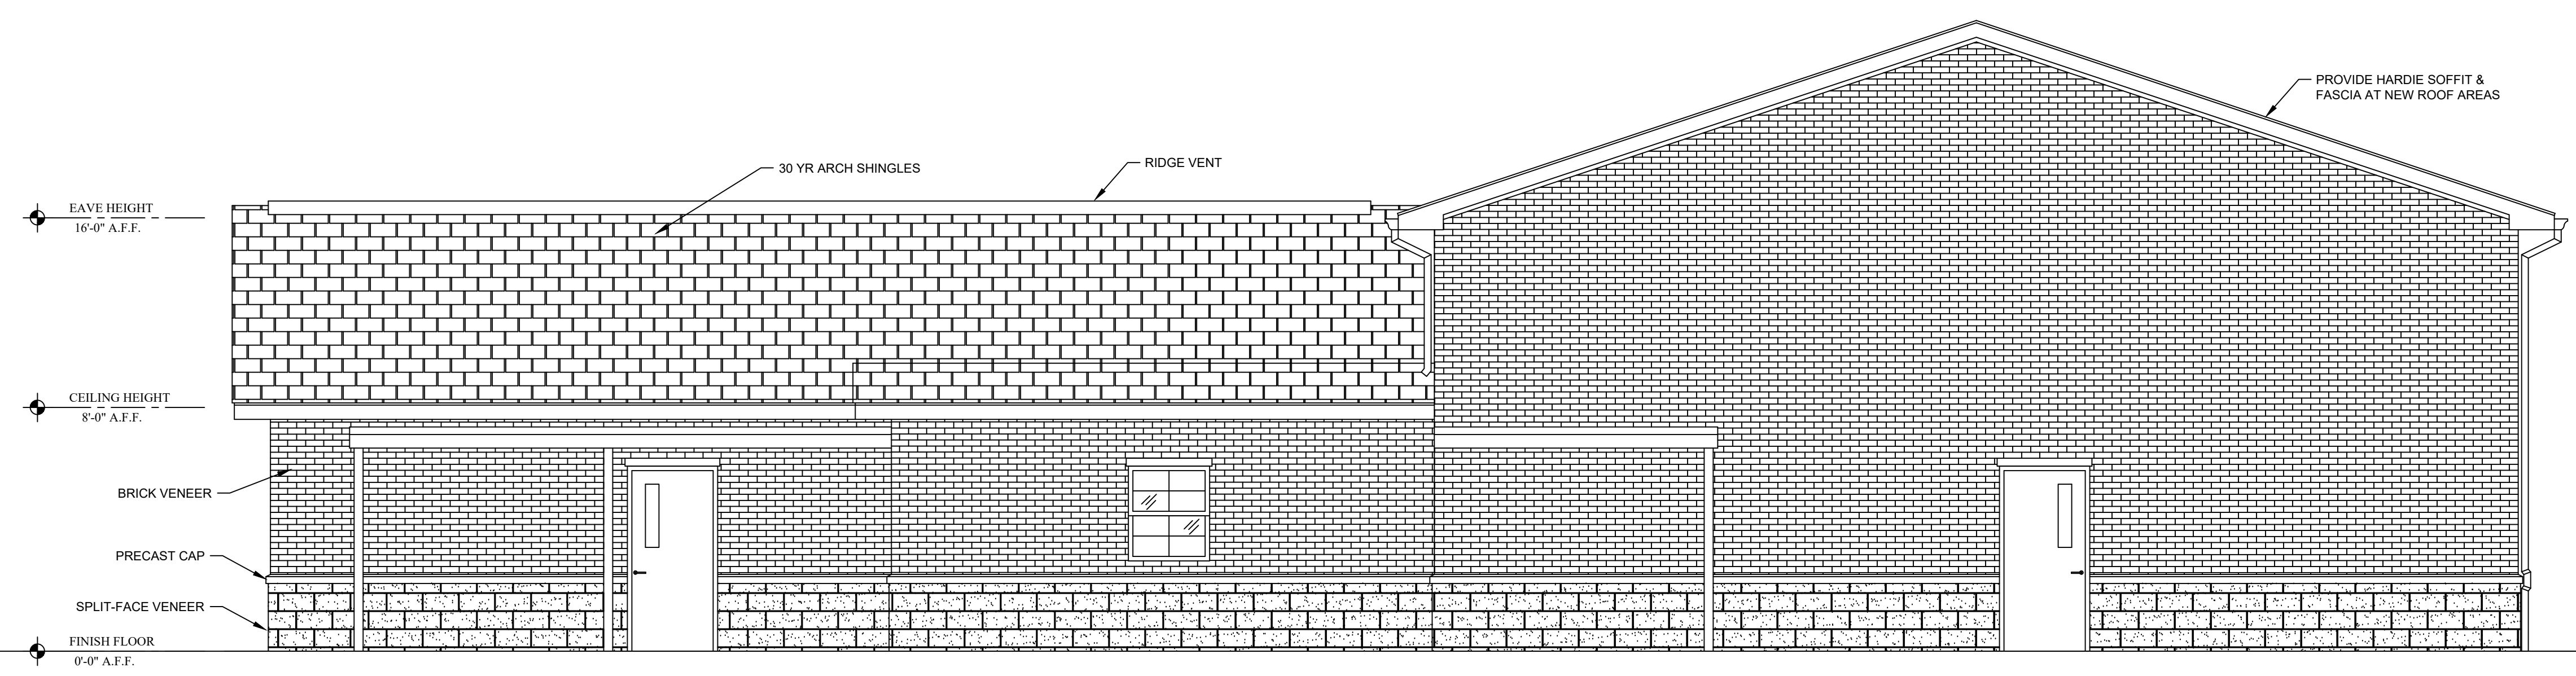 PROVIDE HARDIE SOFFIT &
FASCIA AT NEW ROOF AREAS
RIDGE VENT
30 YR ARCH SHINGLES
EAVE HEIGHT
16'-0" A.F.F.
CEILING HEIGHT
8'-0" A.F.F.
BRICK VENEER
PRECAST CAP
SPLIT-FACE VENEER
FINISH FLOOR
0'-0" A.F.F.